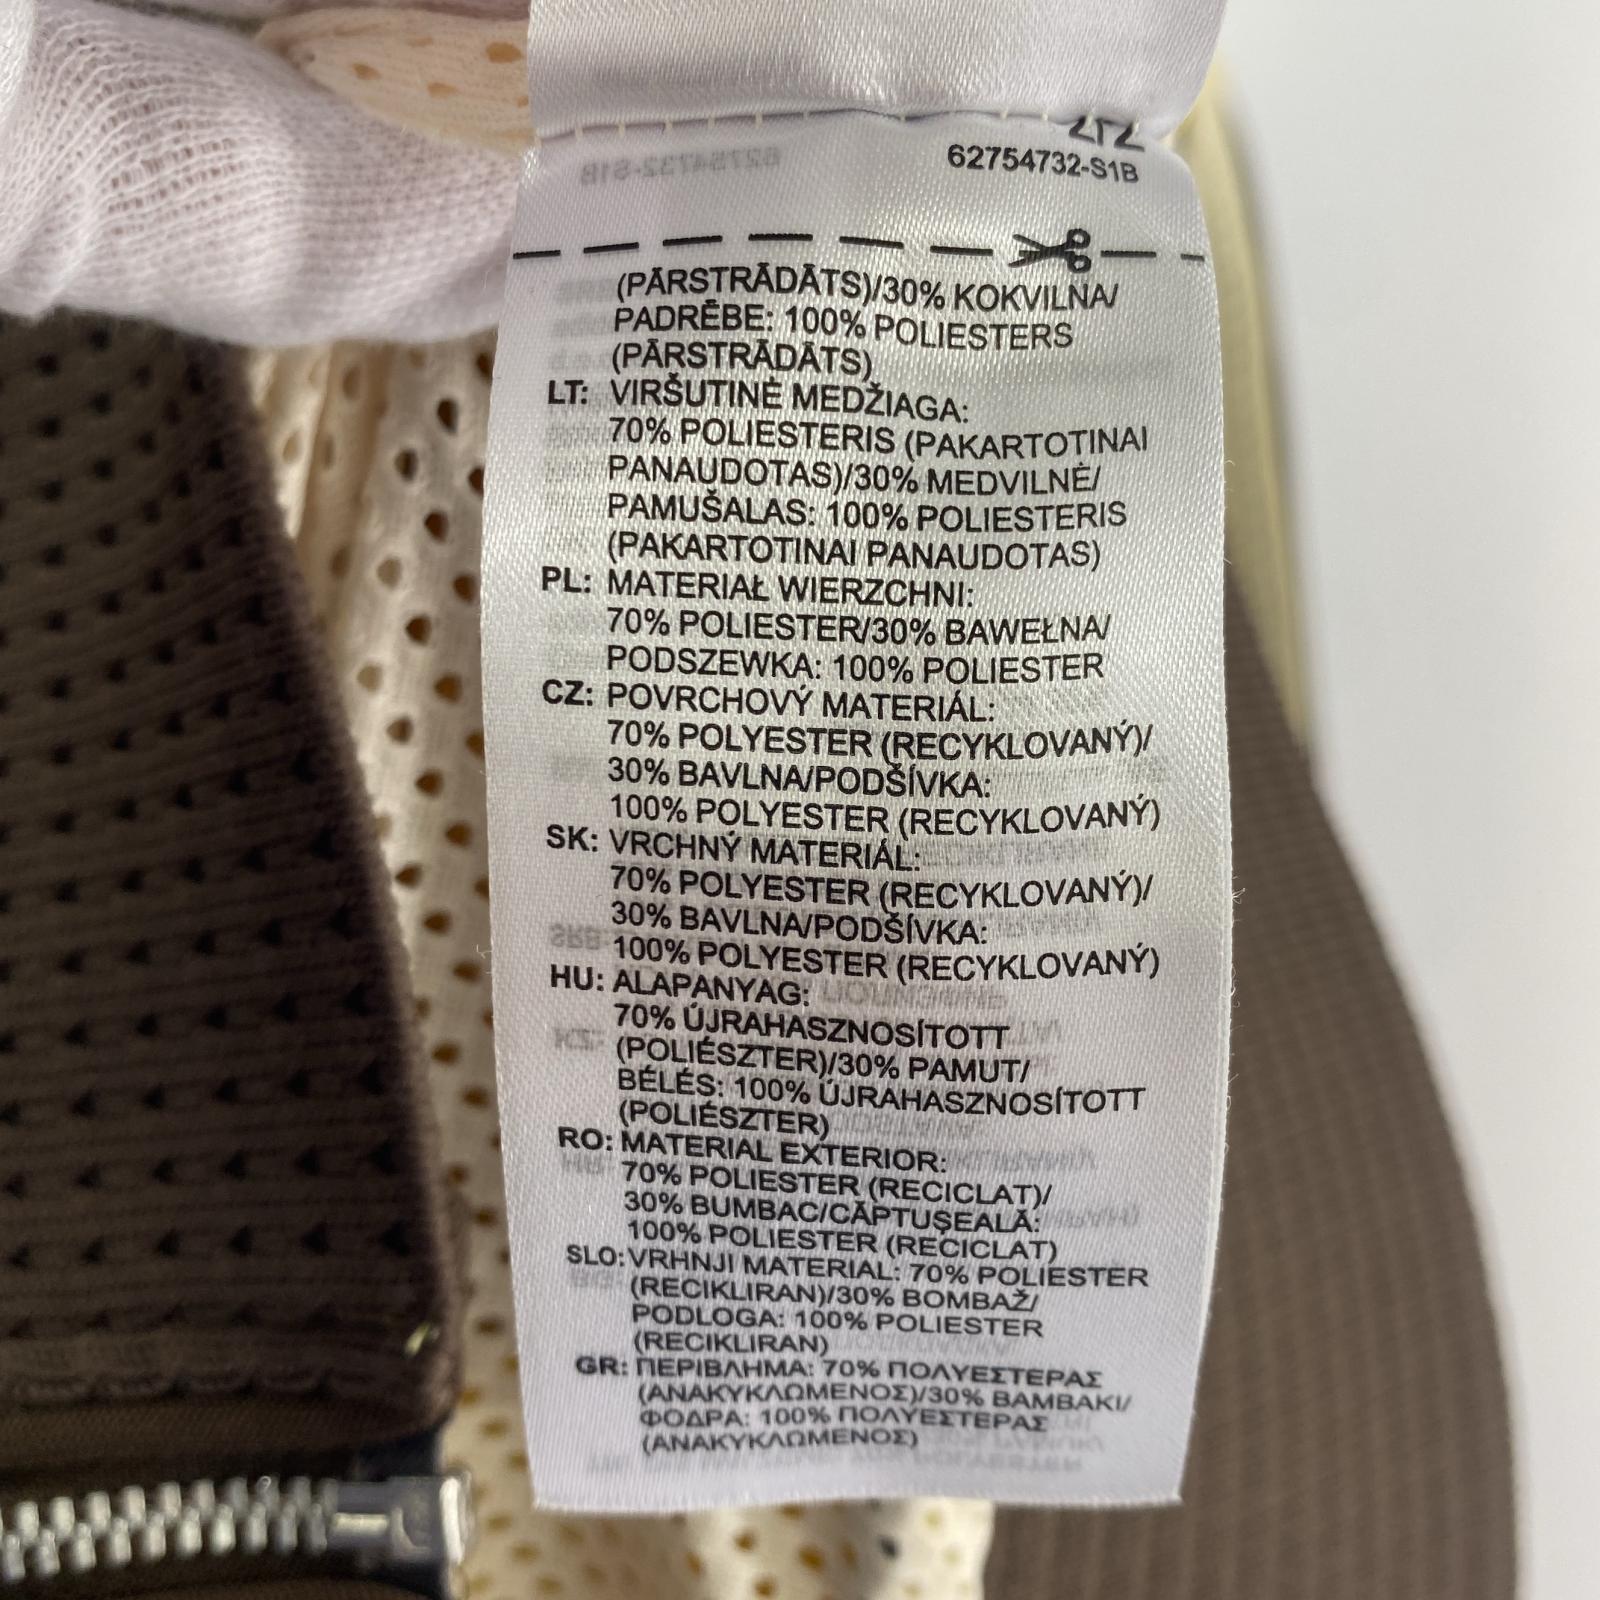 62754732-S1B
(PĀRSTRĀDĀTS)/30% KOKVILNA/
PADRĒBE: 100% POLIESTERS
(PĀRSTRĀDĀTS)
LT: VIRŠUTINĖ MEDŽIAGA:
70% POLIESTERIS (PAKARTOTINAI
PANAUDOTAS)/30% MEDVILNĖ/
PAMUŠALAS: 100% POLIESTERIS
(PAKARTOTINAI PANAUDOTAS)
PL: MATERIAŁ WIERZCHNI:
70% POLIESTER/30% BAWEŁNA/
PODSZEWKA: 100% POLIESTER
CZ: POVRCHOVÝ MATERIÁL:
70% POLYESTER (RECYKLOVANÝ)/
30% BAVLNA/PODŠÍVKA:
100% POLYESTER (RECYKLOVANÝ)
SK: VRCHNÝ MATERIÁL:
70% POLYESTER (RECYKLOVANÝ)/
30% BAVLNA/PODŠÍVKA:
100% POLYESTER (RECYKLOVANÝ)
HU: ALAPANYAG:
70% ÚJRAHASZNOSÍTOTT
(POLIÉSZTER)/30% PAMUT/
BÉLÉS: 100% ÚJRAHASZNOSÍTOTT
(POLIÉSZTER)
RO: MATERIAL EXTERIOR:
70% POLIESTER (RECICLAT)/
30% BUMBAC/CĂPTUŞEALĂ:
100% POLIESTER (RECICLAT)
SLO: VRHNJI MATERIAL: 70% POLIESTER
(RECIKLIRAN)/30% BOMBAŽ/
PODLOGA: 100% POLIESTER
(RECIKLIRAN)
GR: ΠΕΡΙΒΛΗΜΑ: 70% ΠΟΛΥΕΣΤΕΡΑΣ
(ΑΝΑΚΥΚΛΩΜΕΝΟΣ)/30% ΒΑΜΒΑΚΙ/
ΦΟΔΡΑ: 100% ΠΟΛΥΕΣΤΕΡΑΣ
(ΑΝΑΚΥΚΛΩΜΕΝΟΣ)